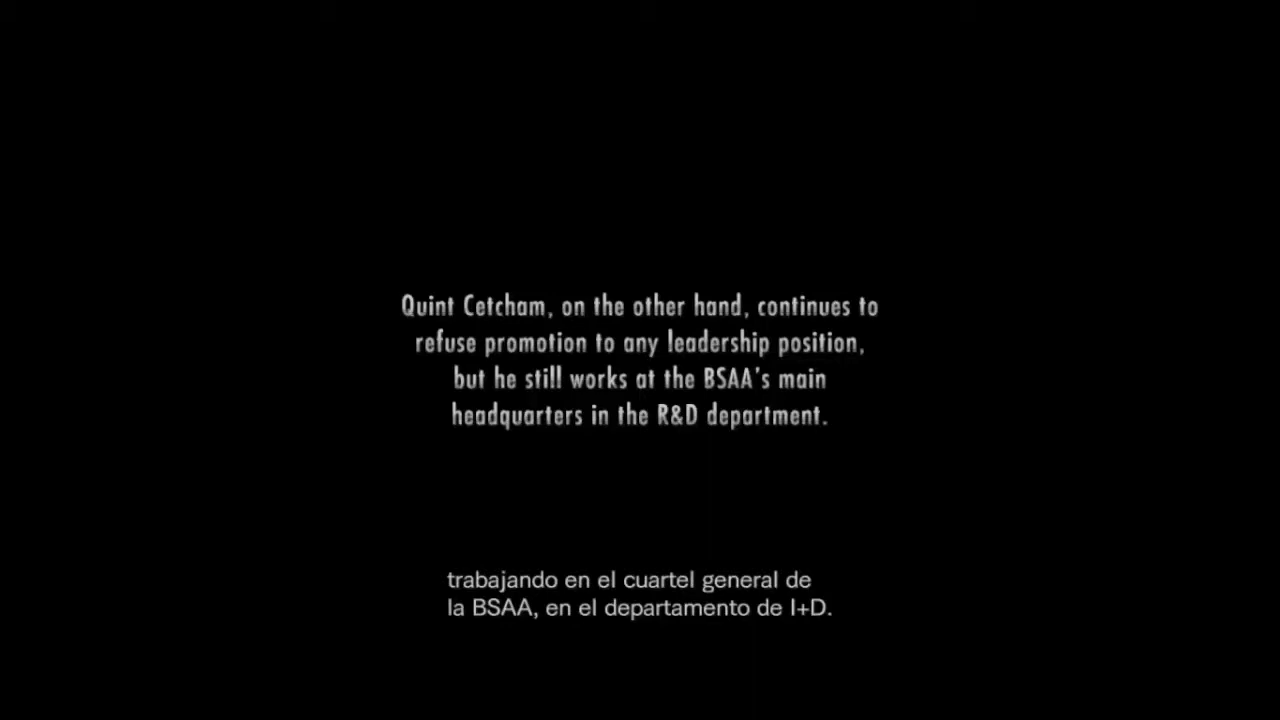 Quint Cetcham, on the other hand, continues to
refuse promotion to any leadership position,
but he still works at the BSAA's main
headquarters in the R&D department.
trabajando en el cuartel general de
la BSAA, en el departamento de I+D.